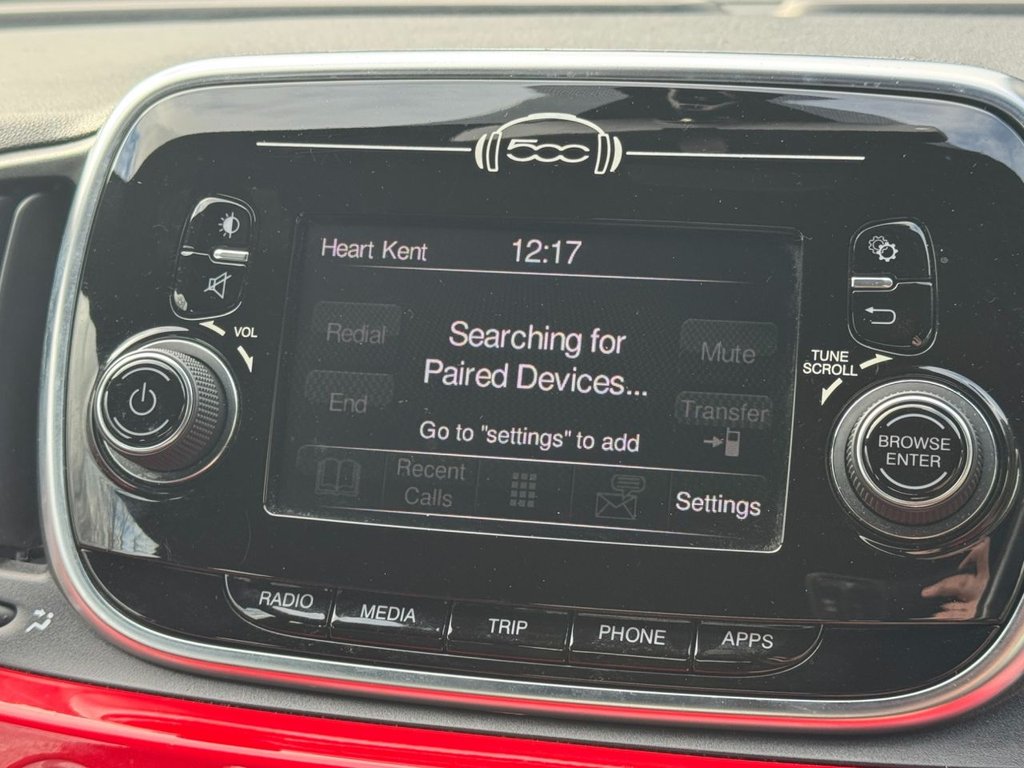 500
Heart Kent 12:17
VOL
Redial
Searching for
Paired Devices...
Mute
TUNE
SCROLL
End
Transfer
Go to "settings" to add
Recent
Calls
Settings
BROWSE
ENTER
RADIO MEDIA TRIP PHONE APPS